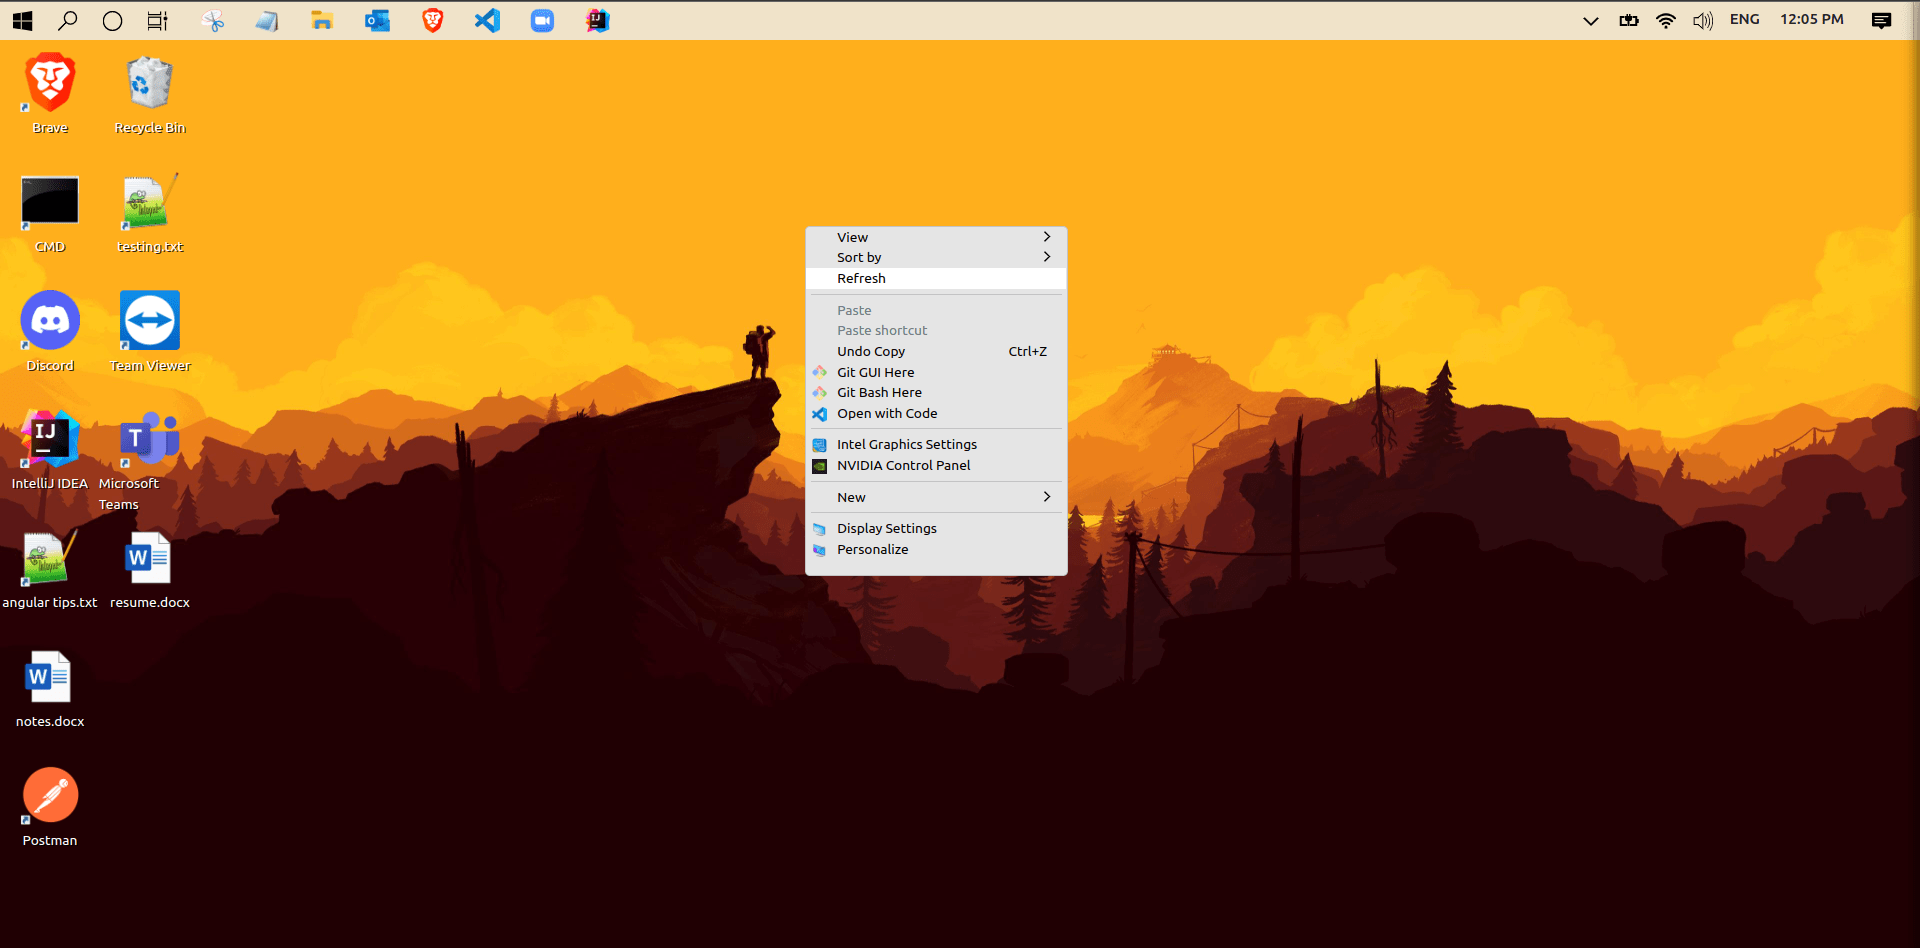 ENG 12:05 PM
Brave
Recycle Bin
CMD
testing.txt
Discord
Team Viewer
IntelliJ IDEA
Microsoft
Teams
angular tips.txt
resume.docx
notes.docx
Postman
View
Sort by
Refresh
Paste
Paste shortcut
Undo Copy Ctrl+Z
Git GUI Here
Git Bash Here
Open with Code
Intel Graphics Settings
NVIDIA Control Panel
New
Display Settings
Personalize
IJ
T
W
W